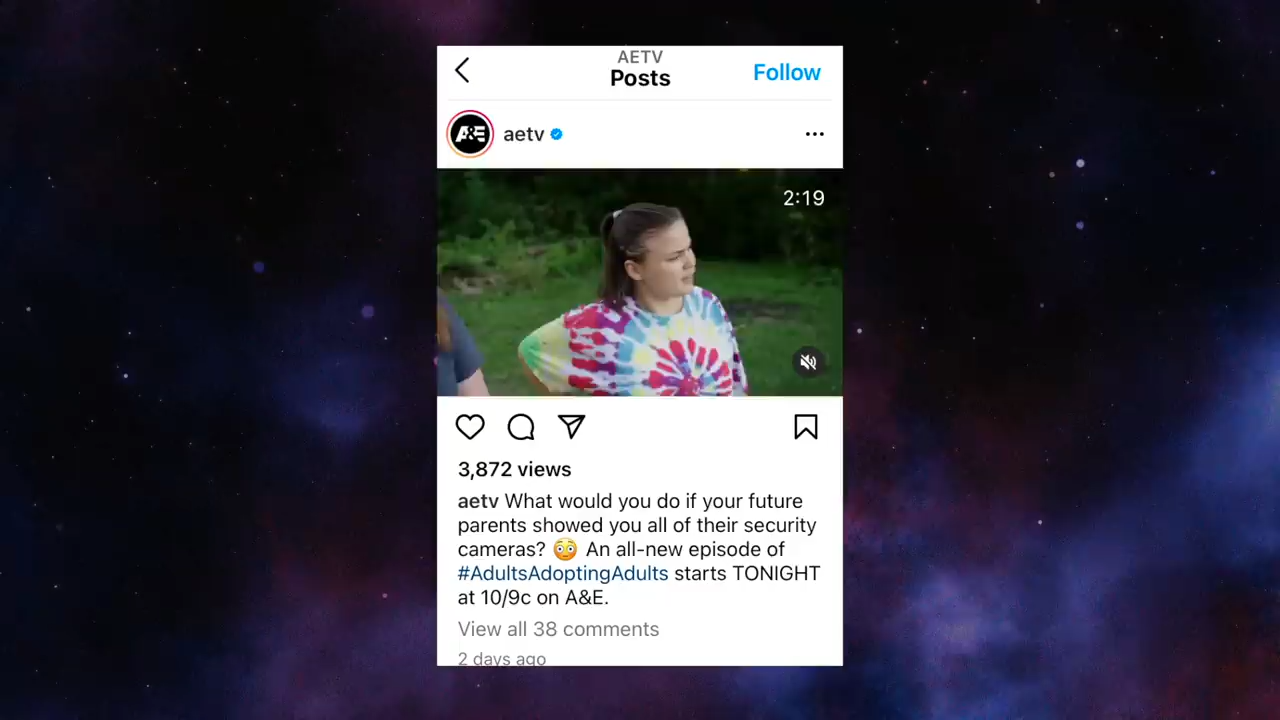 AETV
Posts
Follow
A&E
aetv
2:19
3,872 views
aetv What would you do if your future
parents showed you all of their security
cameras? 😳 An all-new episode of
#AdultsAdoptingAdults starts TONIGHT
at 10/9c on A&E.
View all 38 comments
2 days ago